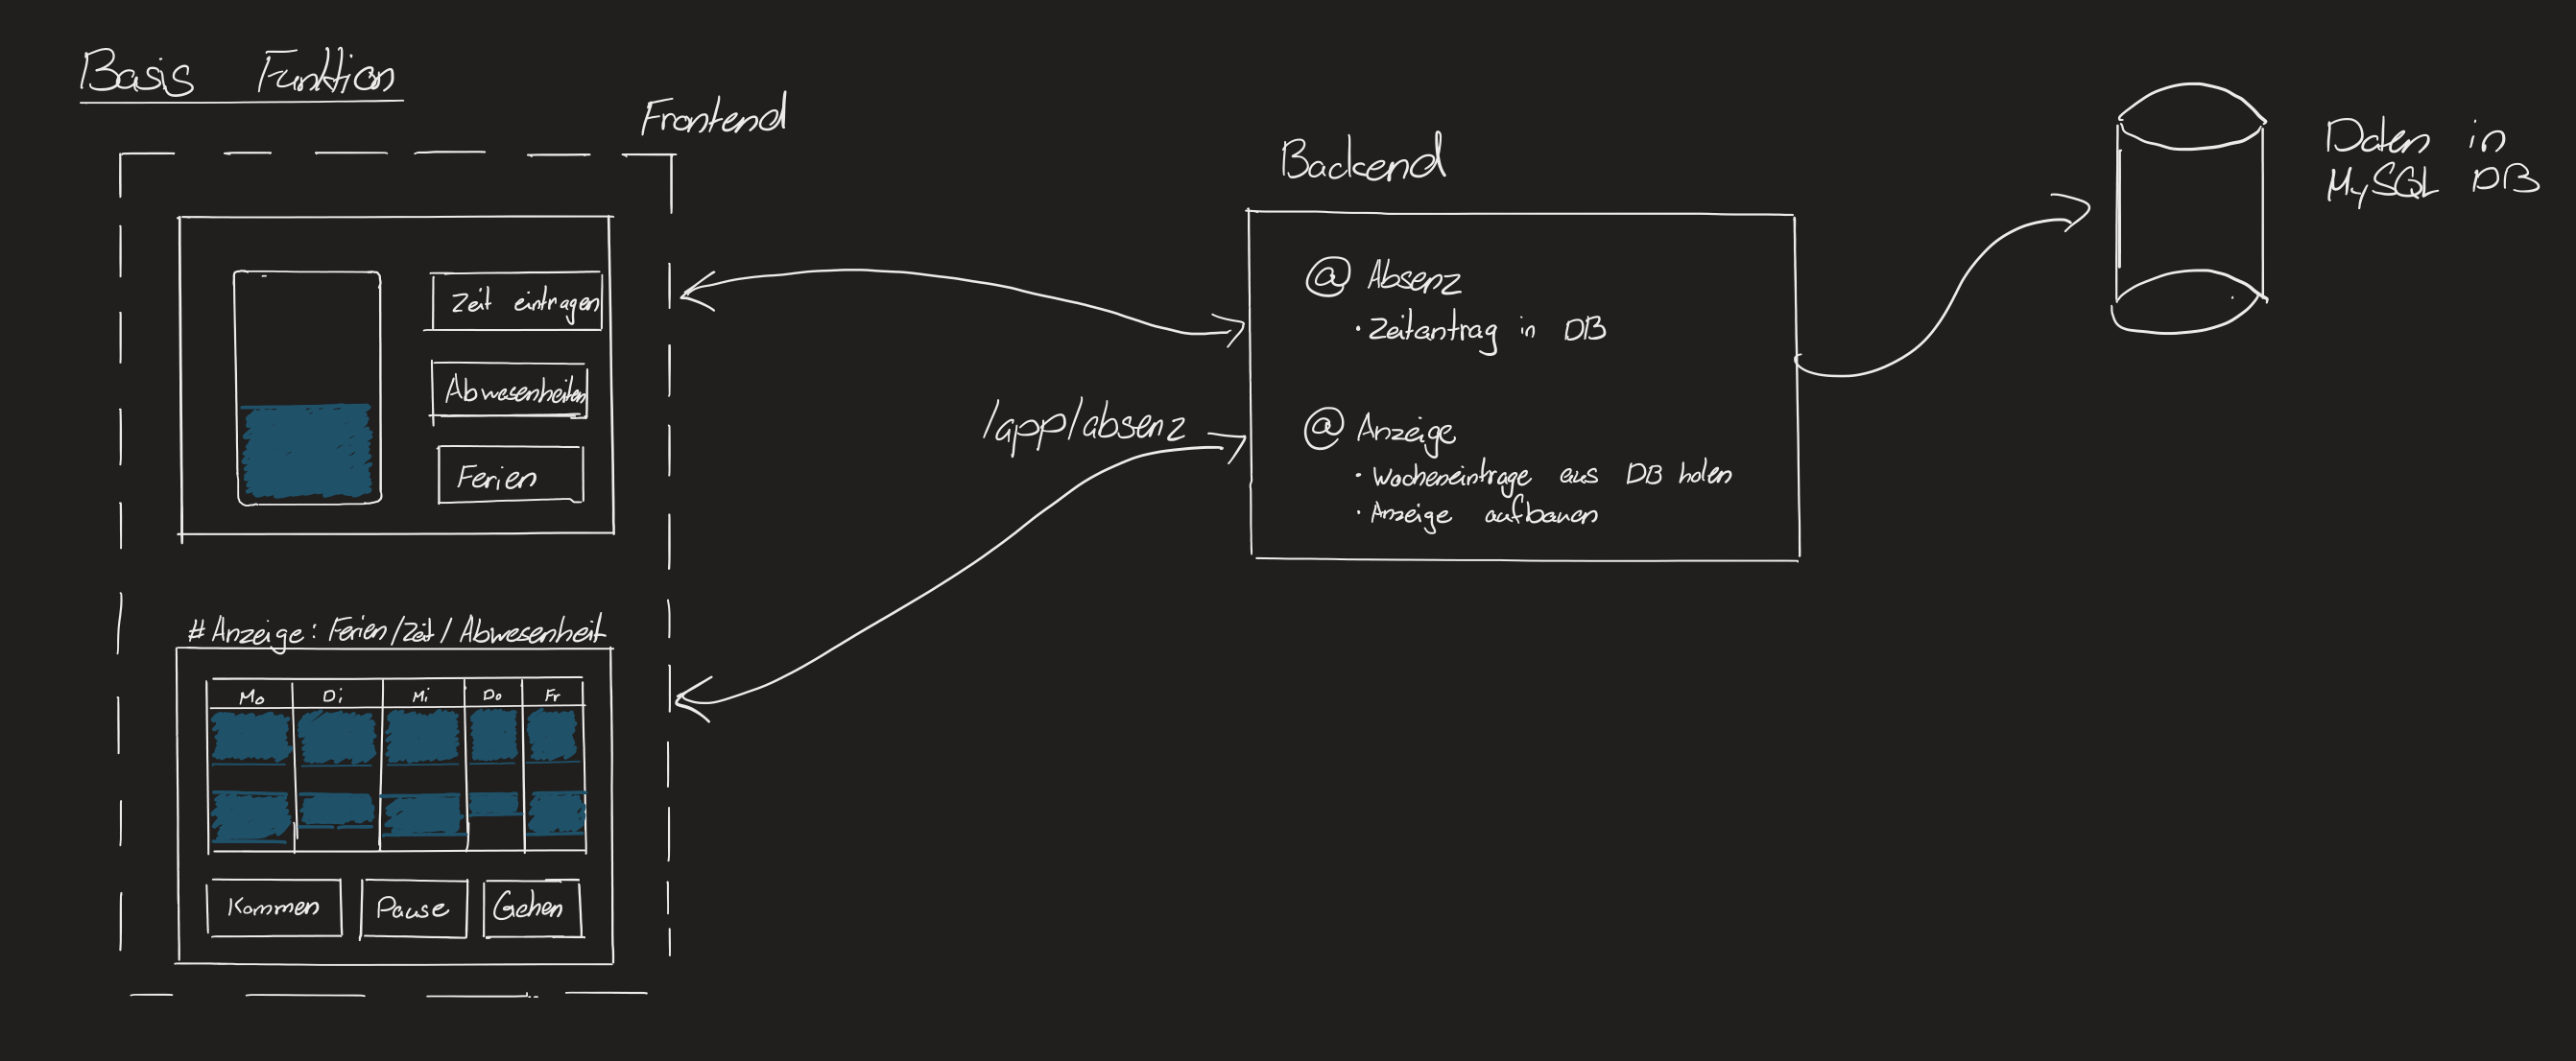 Basis Funktion
Frontend
Zeit eintragen
Abwesenheiten
Ferien
# Anzeige: Ferien/Zeit/Abwesenheit
Mo Di Mi Do Fr
Kommen Pause Gehen
/app/absenz
Backend
@ Absenz
• Zeitantrag in DB
@ Anzeige
• Wocheneintrage aus DB holen
• Anzeige aufbauen
Daten in
MySQL DB